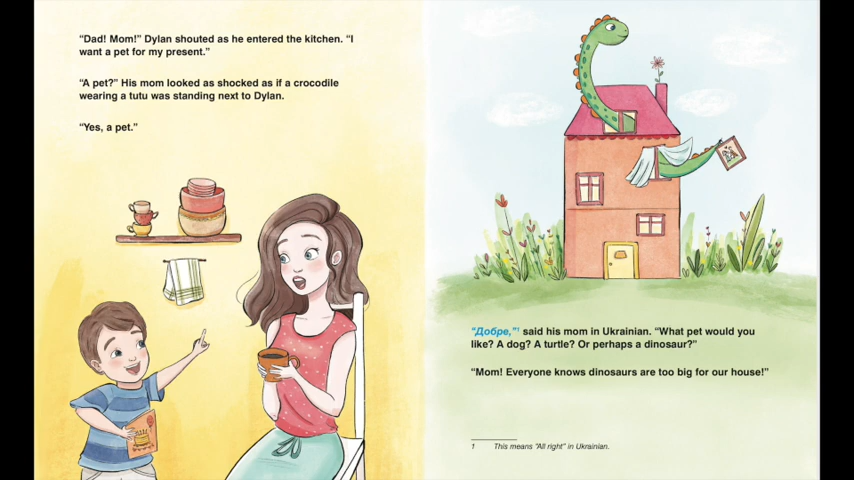 “Dad! Mom!” Dylan shouted as he entered the kitchen. “I
want a pet for my present.”
“A pet?” His mom looked as shocked as if a crocodile
wearing a tutu was standing next to Dylan.
“Yes, a pet.”
“Добре,”¹ said his mom in Ukrainian. “What pet would you
like? A dog? A turtle? Or perhaps a dinosaur?”
“Mom! Everyone knows dinosaurs are too big for our house!”
1 This means “All right” in Ukrainian.